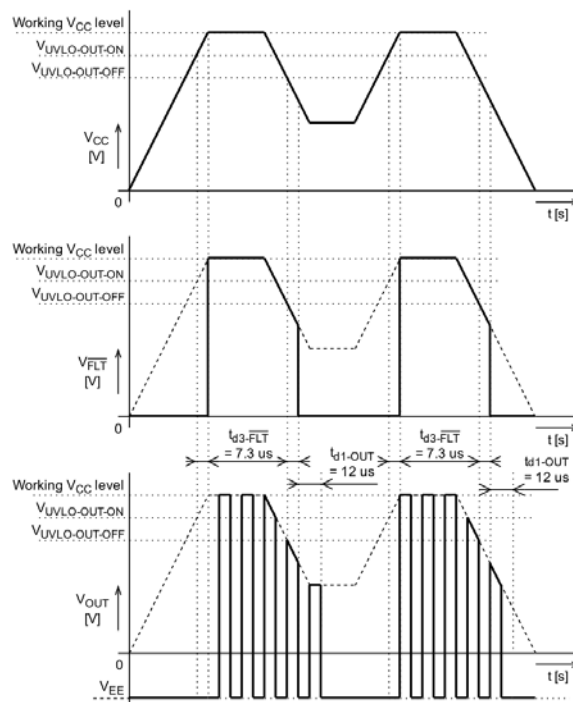 Working VCC level
VUVLO-OUT-ON
VUVLO-OUT-OFF
VCC
[V]
0
t [s]
Working VCC level
VUVLO-OUT-ON
VUVLO-OUT-OFF
VFLT
[V]
0
t [s]
td3-FLT
= 7.3 us
td1-OUT
= 12 us
td3-FLT
= 7.3 us
td1-OUT
= 12 us
Working VCC level
VUVLO-OUT-ON
VUVLO-OUT-OFF
VOUT
[V]
0
t [s]
VEE